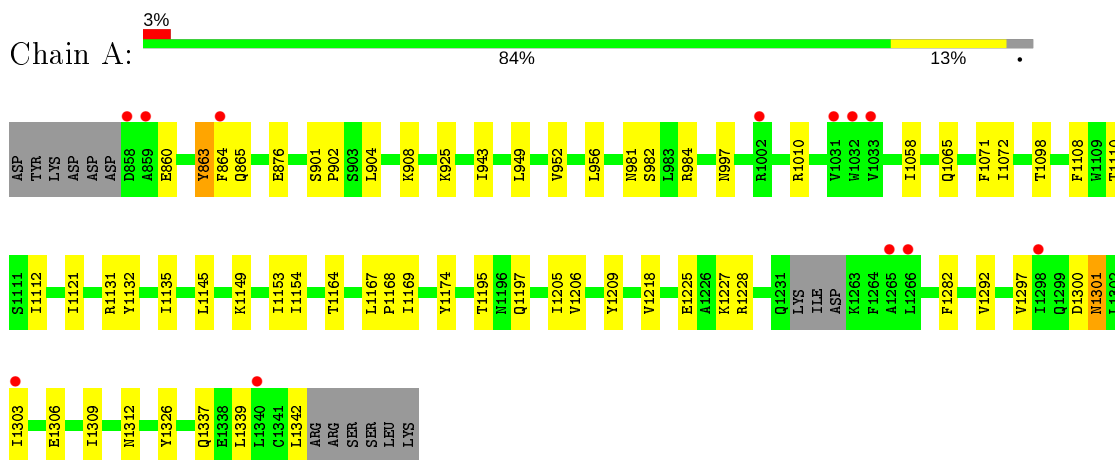 3%
Chain A:
84% 13% •
ASP TYR LYS ASP ASP ASP D858 A859 E860 Y863 F864 Q865 E876 S901 P902 S903 L904 K908 K925 I943 L949 V952 L956 N981 S982 L983 R984 N997 R1002 R1010 V1031 W1032 V1033 I1058 Q1065 F1071 I1072 T1098 F1108 W1109 T1110
S1111 I1112 I1121 R1131 Y1132 I1135 L1145 K1149 I1153 I1154 T1164 L1167 P1168 I1169 Y1174 T1195 N1196 Q1197 I1205 V1206 Y1209 V1218 E1225 A1226 K1227 R1228 Q1231 LYS ILE ASP K1263 F1264 A1265 L1266 F1282 V1292 V1297 I1298 Q1299 D1300 N1301 L1302
I1303 E1306 I1309 N1312 Y1326 Q1337 E1338 L1339 L1340 C1341 L1342 ARG ARG SER SER LEU LYS